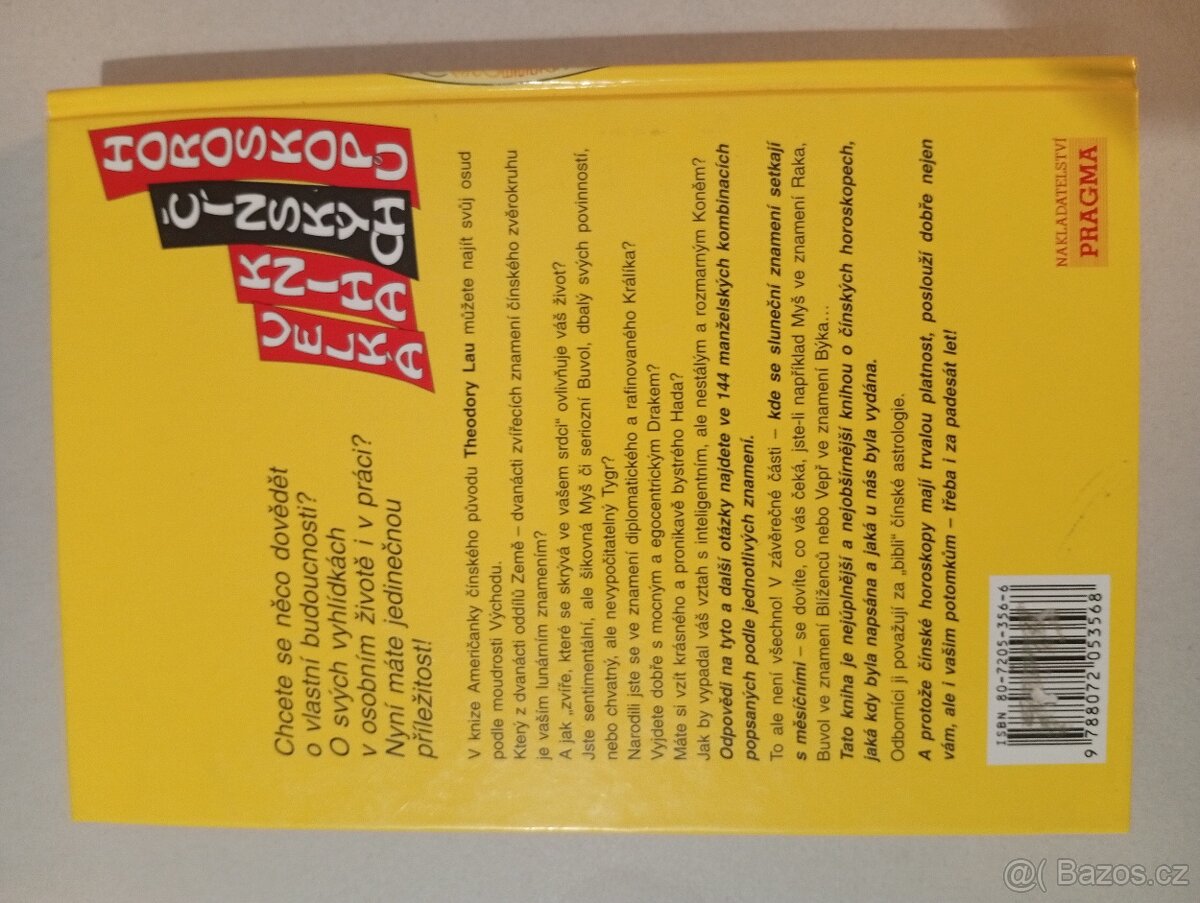 VELKÁ
KNIHA
ČÍNSKÝCH
HOROSKOPŮ
Chcete se něco dovědět
o vlastní budoucnosti?
O svých vyhlídkách
v osobním životě i v práci?
Nyní máte jedinečnou
příležitost!
V knize Američanky čínského původu Theodory Lau můžete najít svůj osud
podle moudrosti Východu.
Který z dvanácti oddílů Země – dvanácti zvířecích znamení čínského zvěrokruhu
je vaším lunárním znamením?
A jak „zvíře, které se skrývá ve vašem srdci“ ovlivňuje váš život?
Jste sentimentální, ale šikovná Myš či seriozní Buvol, dbalý svých povinností,
nebo chvatný, ale nevypočitatelný Tygr?
Narodili jste se ve znamení diplomatického a rafinovaného Králíka?
Vyjdete dobře s mocným a egocentrickým Drakem?
Máte si vzít krásného a pronikavě bystrého Hada?
Jak by vypadal váš vztah s inteligentním, ale nestálým a rozmarným Koněm?
Odpovědi na tyto a další otázky najdete ve 144 manželských kombinacích
popsaných podle jednotlivých znamení.
To ale není všechno! V závěrečné části – kde se sluneční znamení setkají
s měsíčními – se dovíte, co vás čeká, jste-li například Myš ve znamení Raka,
Buvol ve znamení Blíženců nebo Vepř ve znamení Býka...
Tato kniha je nejúplnější a nejobšírnější knihou o čínských horoskopech,
jaká kdy byla napsána a jaká u nás byla vydána.
Odborníci ji považují za „bibli“ čínské astrologie.
A protože čínské horoskopy mají trvalou platnost, poslouží dobře nejen
vám, ale i vašim potomkům – třeba i za padesát let!
ISBN 80-7205-356-6
9 788072 053568
NAKLADATELSTVÍ
PRAGMA
@( Bazos.cz